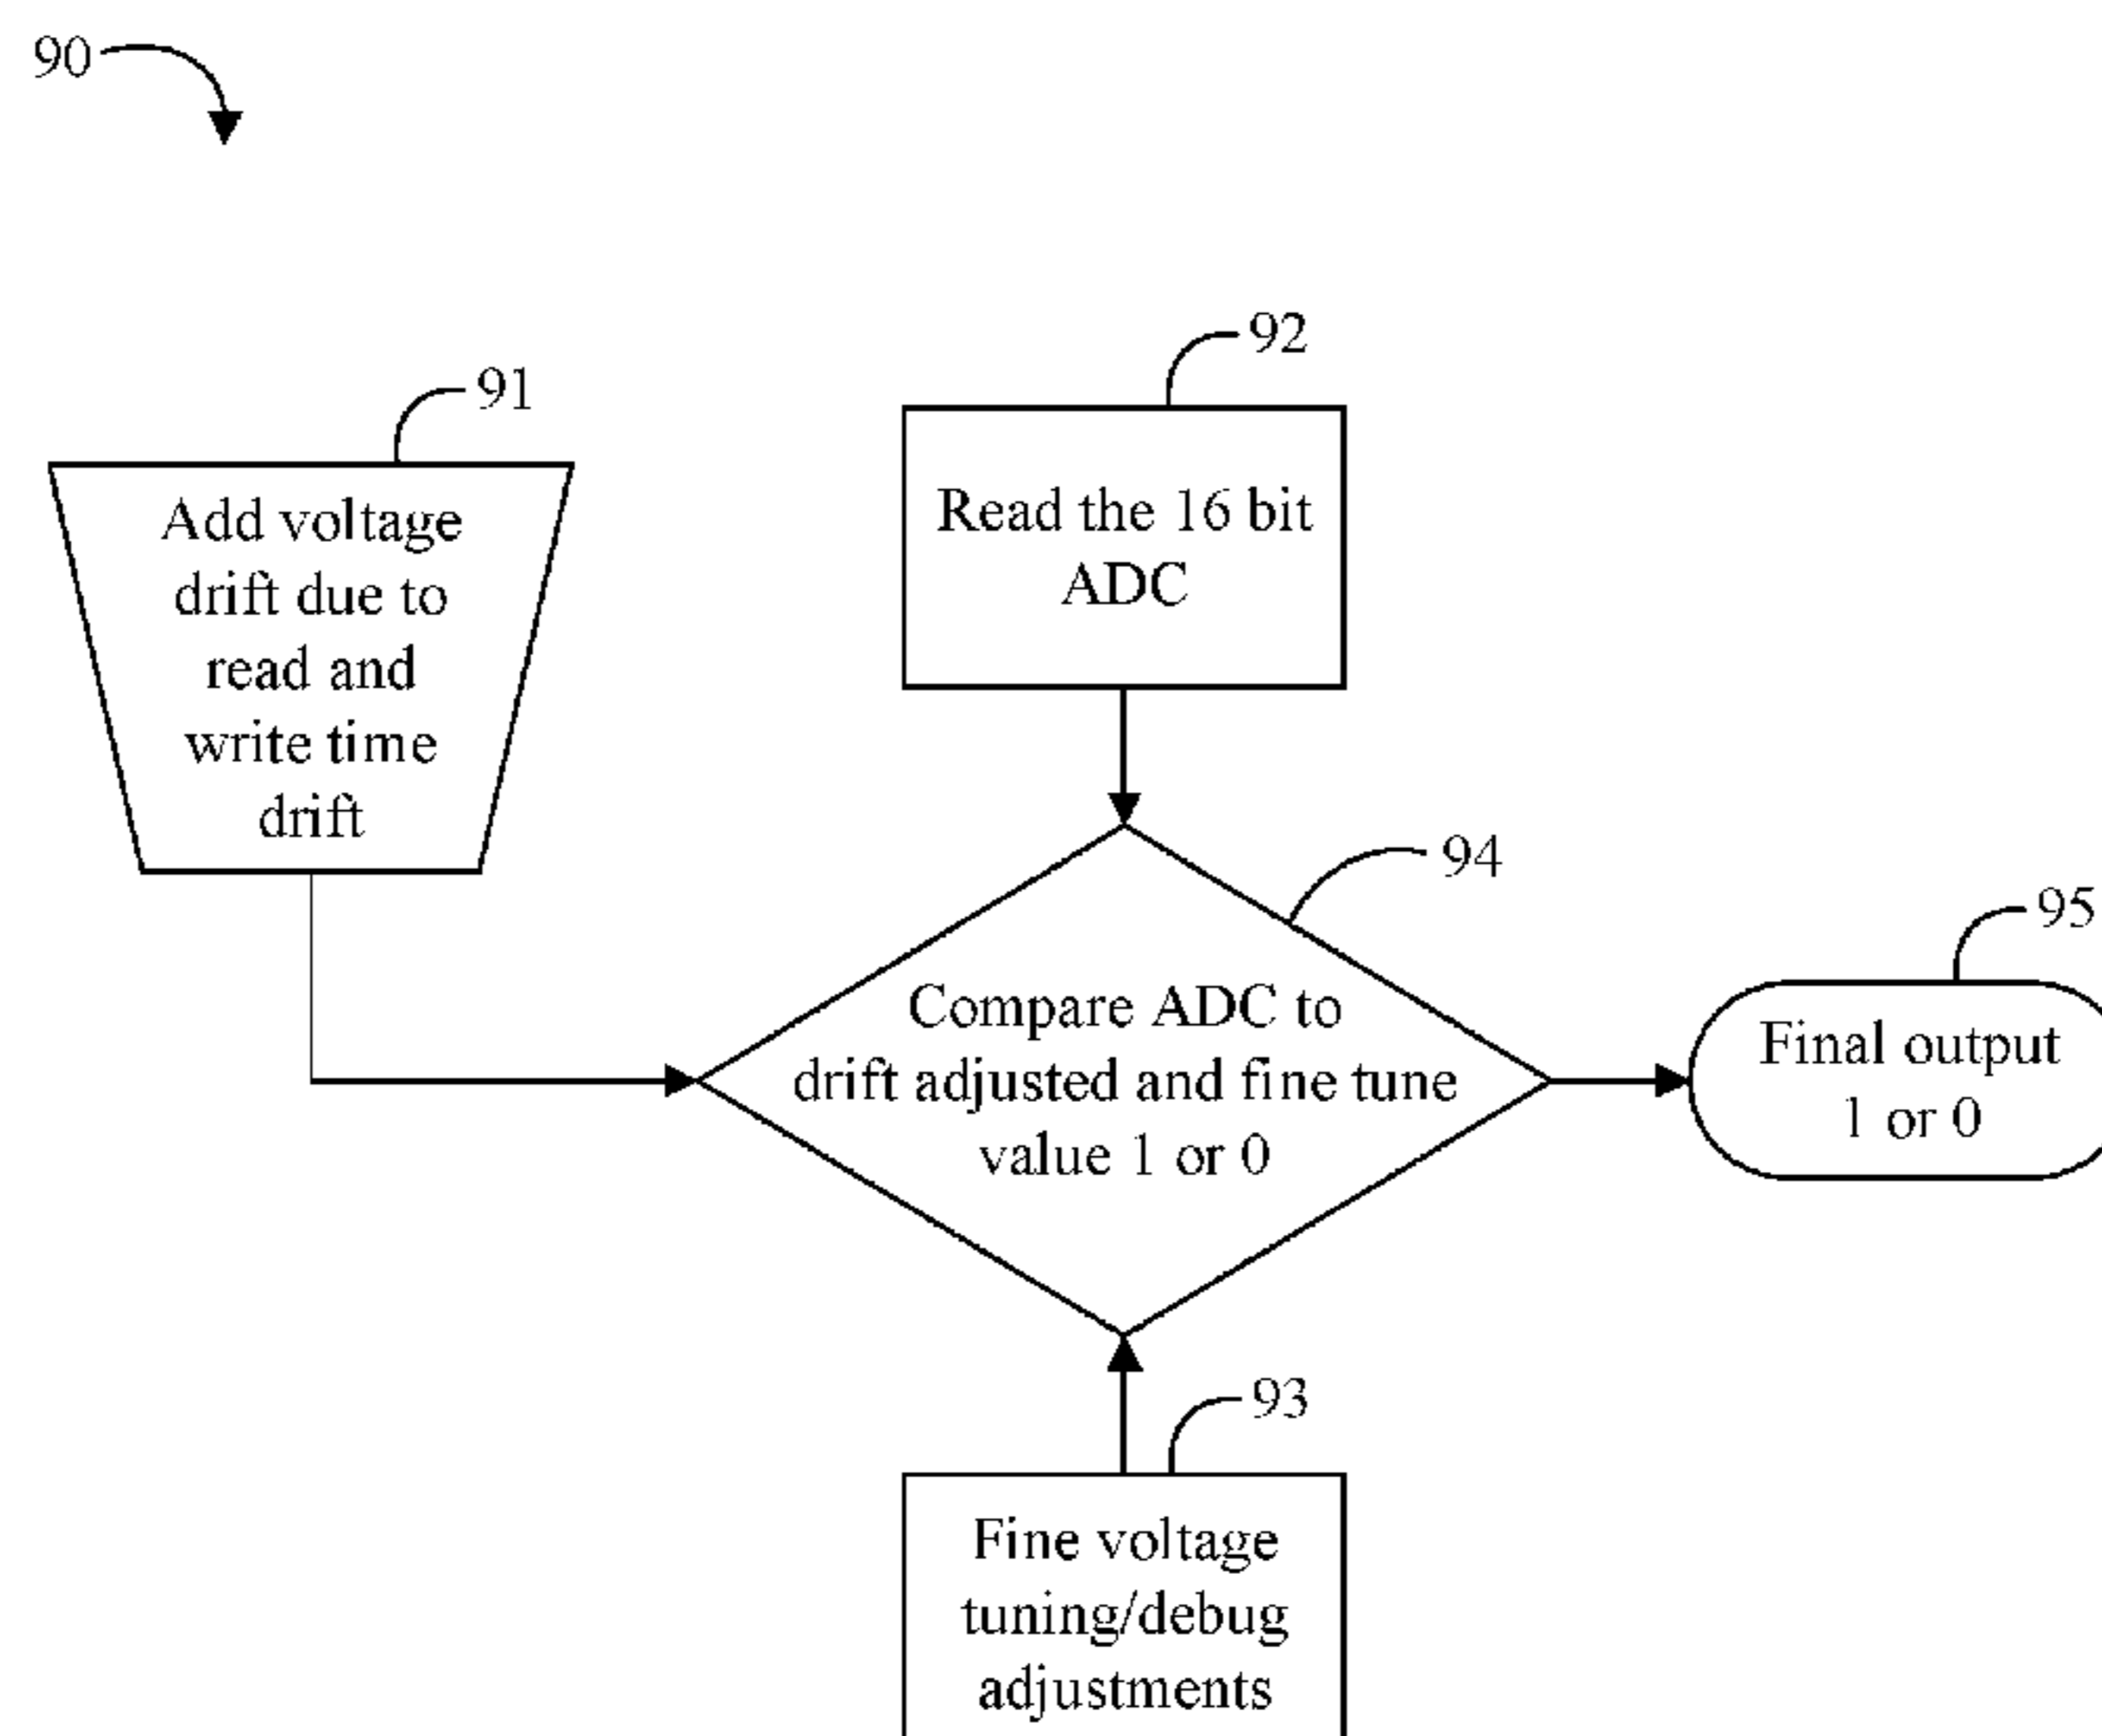 90
91
Add voltage
drift due to
read and
write time
drift
92
Read the 16 bit
ADC
94
Compare ADC to
drift adjusted and fine tune
value 1 or 0
95
Final output
1 or 0
93
Fine voltage
tuning/debug
adjustments